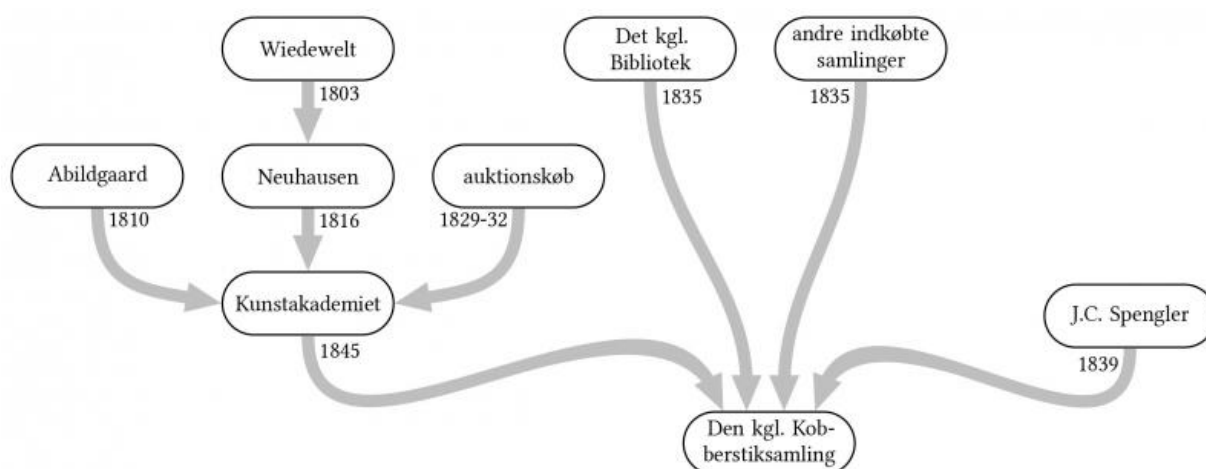 Wiedewelt
1803
Det kgl.
Bibliotek
1835
andre indkøbte
samlinger
1835
Abildgaard
1810
Neuhausen
1816
auktionskøb
1829-32
Kunstakademiet
1845
J.C. Spengler
1839
Den kgl. Kob-
berstiksamling